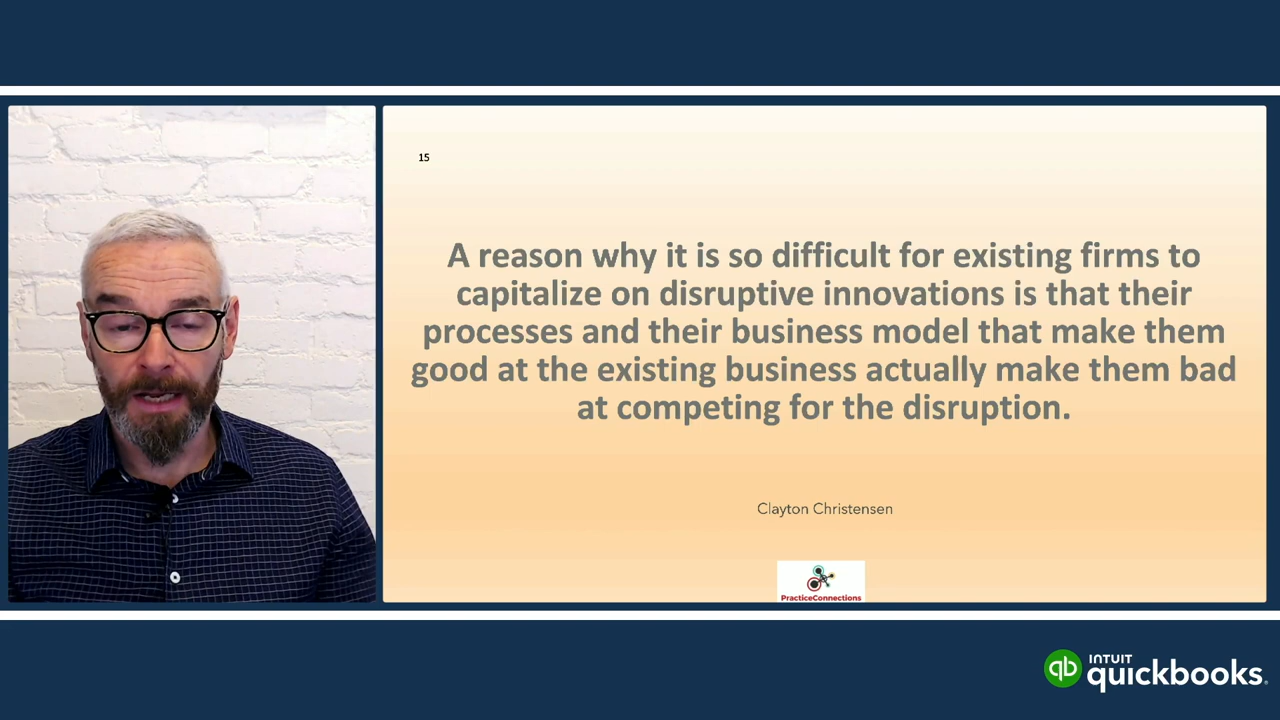 15
A reason why it is so difficult for existing firms to
capitalize on disruptive innovations is that their
processes and their business model that make them
good at the existing business actually make them bad
at competing for the disruption.
Clayton Christensen
PracticeConnections
qb
INTUIT
quickbooks.